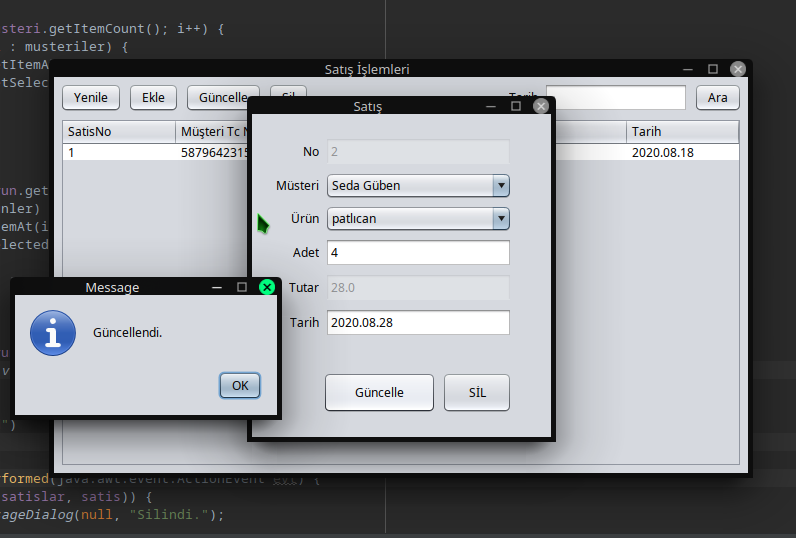 steri.getItemCount(); i++) {
: musteriler) {
tItemA
tSelec
Satış İşlemleri
Yenile Ekle Güncelle Sil Tarih Ara
SatisNo Müşteri Tc Tarih
1 5879642315 2020.08.18
un.get
nler)
emAt(i
lected
Satış
No 2
Müsteri Seda Güben
Ürün patlıcan
Adet 4
Tutar 28.0
Tarih 2020.08.28
Güncelle SİL
Message
Güncellendi.
OK
u
v
")
formed(java.awt.event.ActionEvent evt) {
satislar, satis)) {
ageDialog(null, "Silindi.");